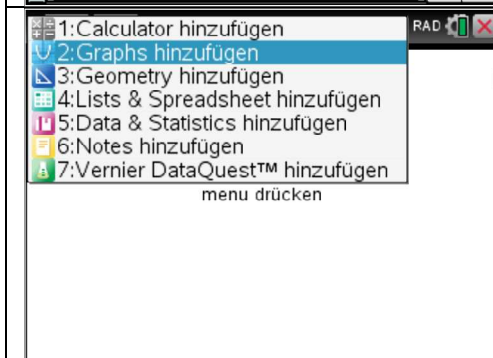 1:Calculator hinzufügen
RAD
2:Graphs hinzufügen
3:Geometry hinzufügen
4:Lists & Spreadsheet hinzufügen
5:Data & Statistics hinzufügen
6:Notes hinzufügen
7:Vernier DataQuest™ hinzufügen
menu drücken